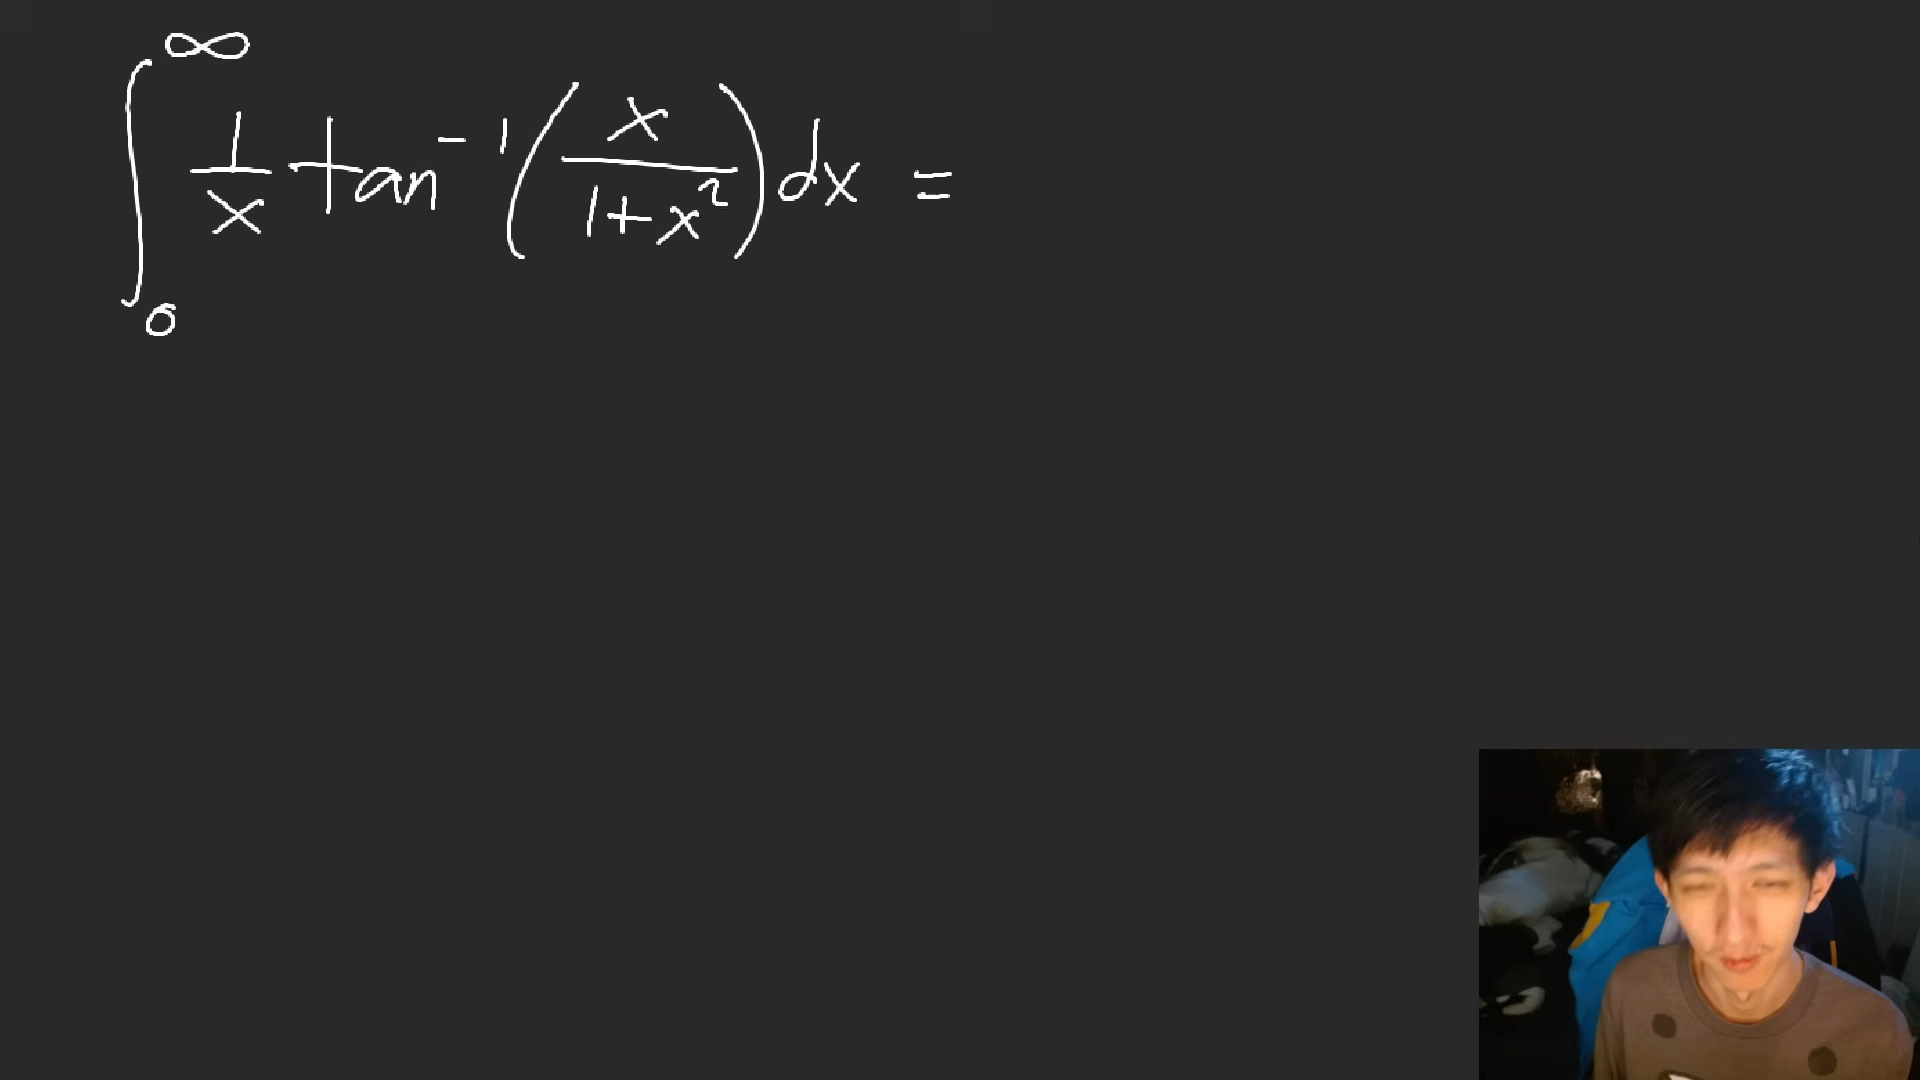 ∫₀^∞ 1/x tan⁻¹(x/(1+x²)) dx =